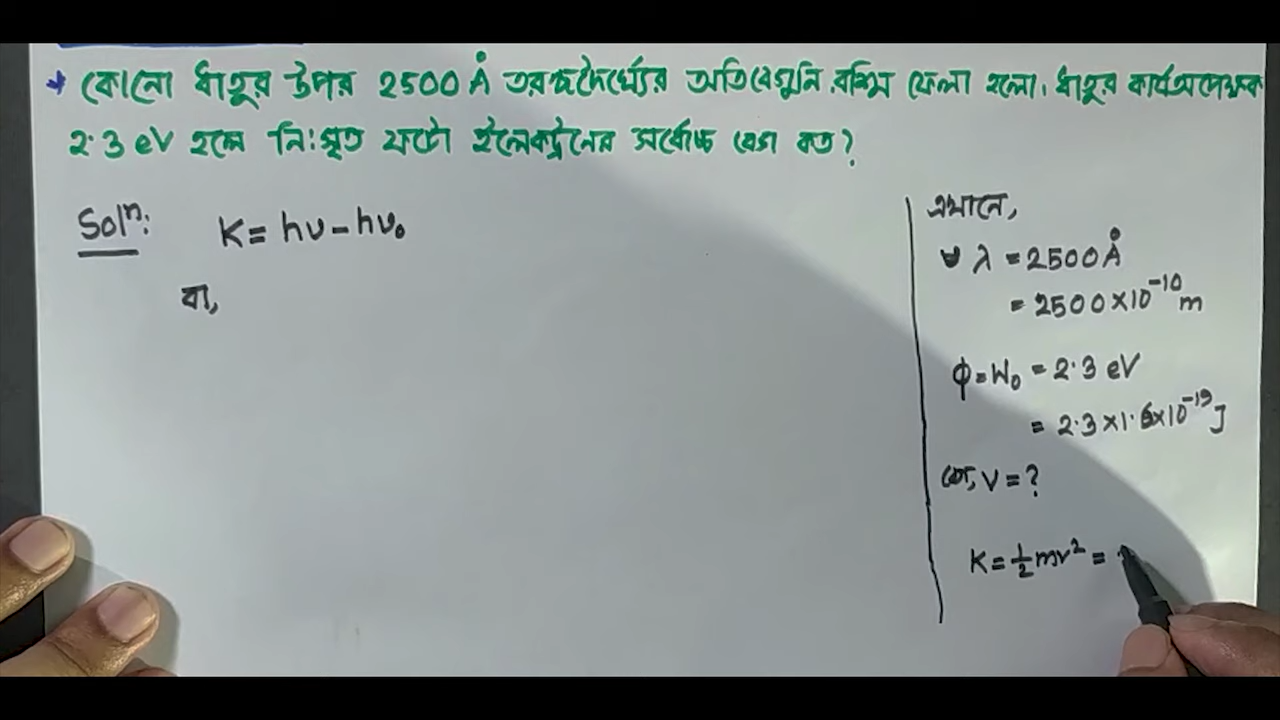 * কোনো ধাতুর উপর 2500 Å তরঙ্গদৈর্ঘ্যের অতিবেগুনি রশ্মি ফেলা হলো। ধাতুর কার্যঅপেক্ষক
2.3 eV হলে নিঃসৃত ফটো ইলেকট্রনের সর্বোচ্চ বেগ কত?
Solⁿ: K = hν - hν₀
বা,
এখানে,
λ = 2500 Å
= 2500×10⁻¹⁰ m
φ = W₀ = 2.3 eV
= 2.3×1.6×10⁻¹⁹ J
বেগ, v = ?
K = ½mv² =